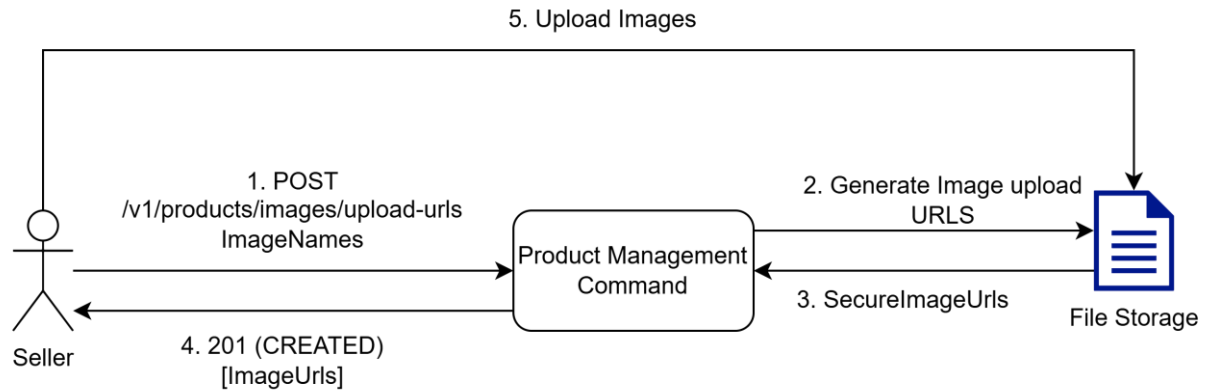 5. Upload Images
1. POST
/v1/products/images/upload-urls
ImageNames
2. Generate Image upload
URLS
Product Management
Command
3. SecureImageUrls
File Storage
Seller
4. 201 (CREATED)
[ImageUrls]